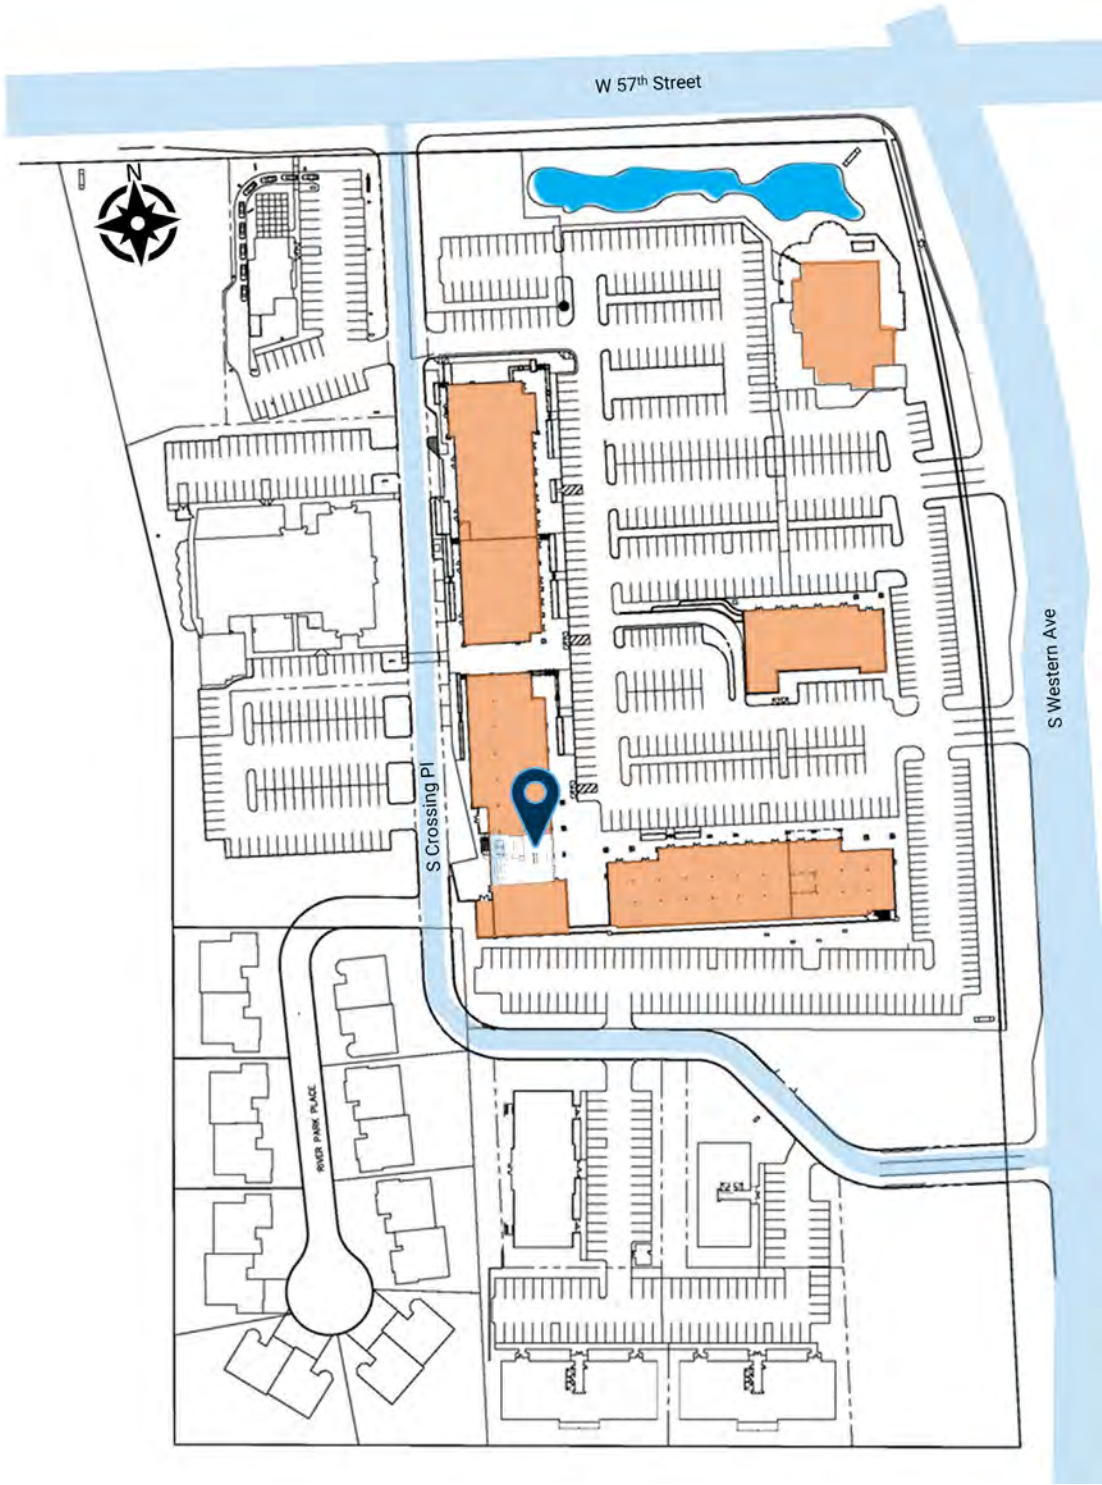 W 57th Street
N
S Western Ave
S Crossing Pl
RIVER PARK PLACE